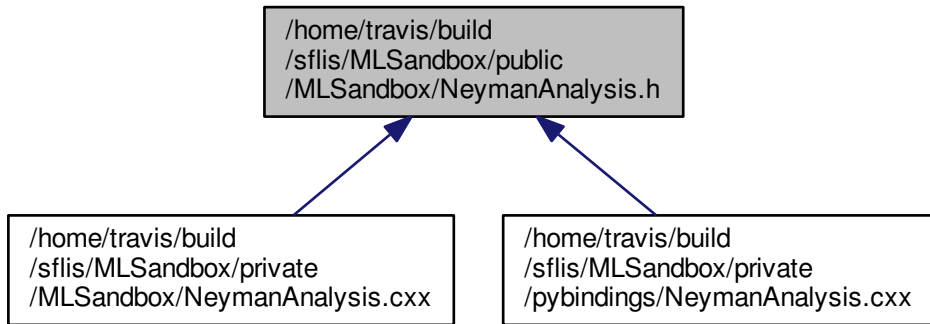 /home/travis/build
/sflis/MLSandbox/public
/MLSandbox/NeymanAnalysis.h
/home/travis/build
/sflis/MLSandbox/private
/MLSandbox/NeymanAnalysis.cxx
/home/travis/build
/sflis/MLSandbox/private
/pybindings/NeymanAnalysis.cxx